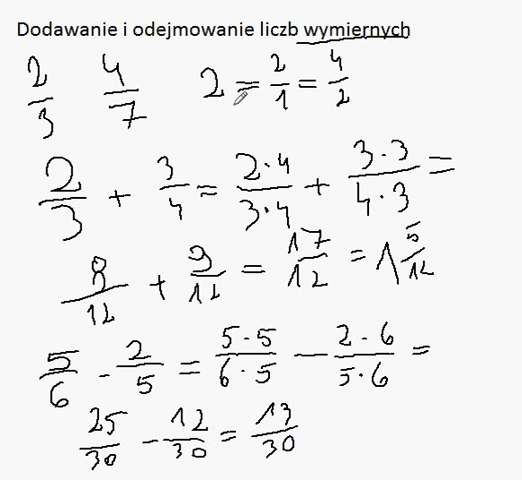 Dodawanie i odejmowanie liczb wymiernych
2/3 4/7 2 = 2/1 = 4/2
2/3 + 3/4 = 2·4/3·4 + 3·3/4·3 =
8/12 + 9/12 = 17/12 = 1 5/12
5/6 - 2/5 = 5·5/6·5 - 2·6/5·6 =
25/30 - 12/30 = 13/30